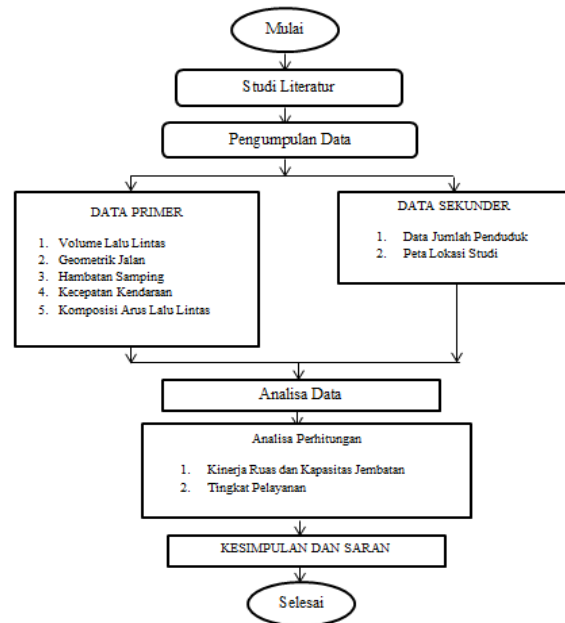 Mulai
Studi Literatur
Pengumpulan Data
DATA PRIMER
1. Volume Lalu Lintas
2. Geometrik Jalan
3. Hambatan Samping
4. Kecepatan Kendaraan
5. Komposisi Arus Lalu Lintas
DATA SEKUNDER
1. Data Jumlah Penduduk
2. Peta Lokasi Studi
Analisa Data
Analisa Perhitungan
1. Kinerja Ruas dan Kapasitas Jembatan
2. Tingkat Pelayanan
KESIMPULAN DAN SARAN
Selesai